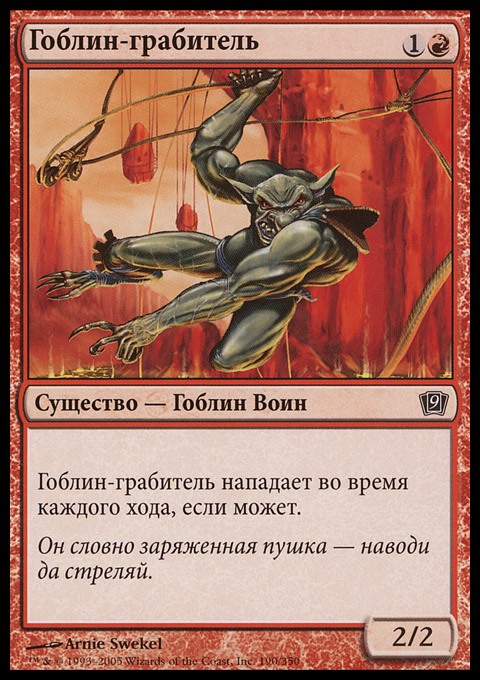 Гоблин-грабитель 1
Существо — Гоблин Воин 9
Гоблин-грабитель нападает во время
каждого хода, если может.
Он словно заряженная пушка — наводи
да стреляй.
2/2
Arnie Swekel
™ & © 1993-2005 Wizards of the Coast, Inc. 190/350